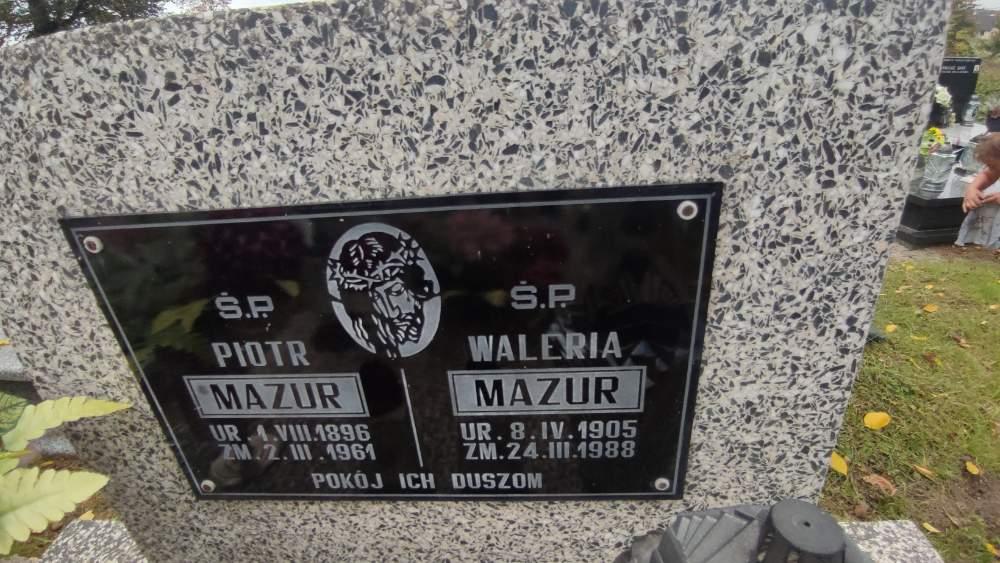 Ś.P.
PIOTR
MAZUR
UR. 1.VIII.1896
ZM. 2.III.1961
Ś.P.
WALERIA
MAZUR
UR. 8.IV.1905
ZM. 24.III.1988
POKÓJ ICH DUSZOM